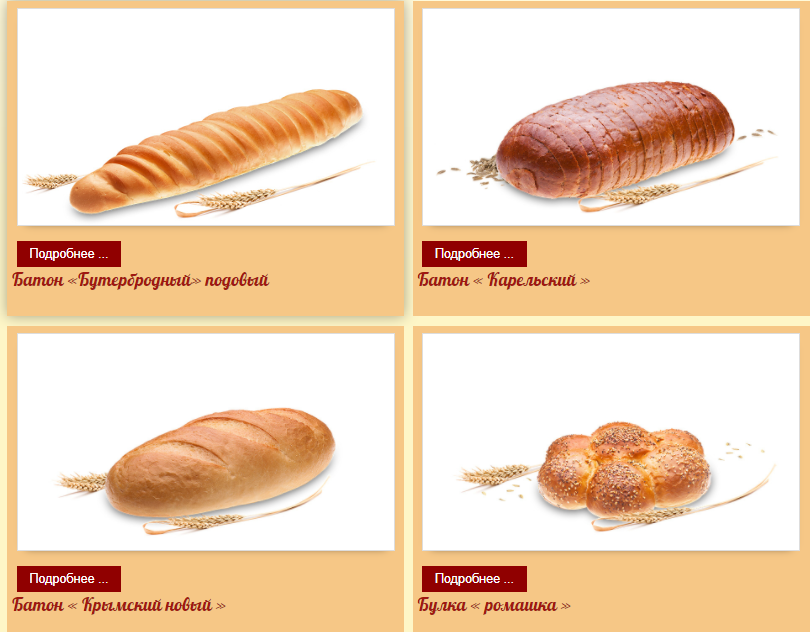 Подробнее ...
Батон «Бутербродный» подовый
Подробнее ...
Батон « Карельский »
Подробнее ...
Батон « Крымский новый »
Подробнее ...
Булка « ромашка »